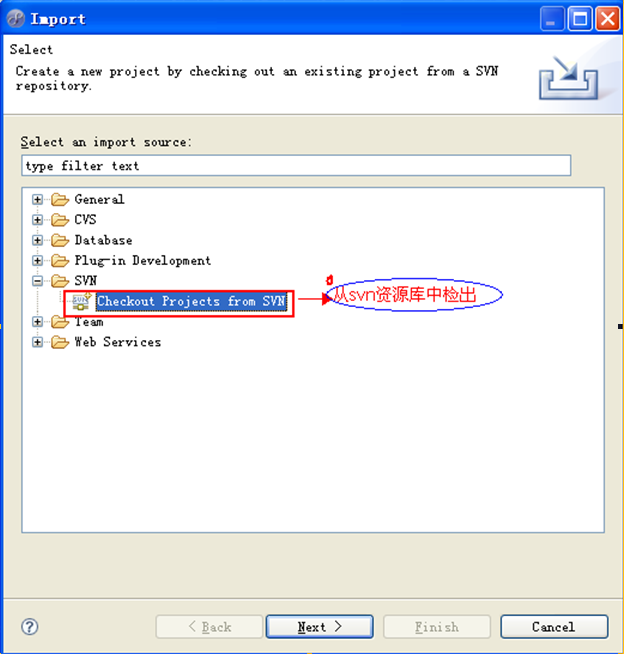 Import
Select
Create a new project by checking out an existing project from a SVN
repository.
Select an import source:
type filter text
General
CVS
Database
Plug-in Development
SVN
Checkout Projects from SVN
从svn资源库中检出
Team
Web Services
< Back
Next >
Finish
Cancel